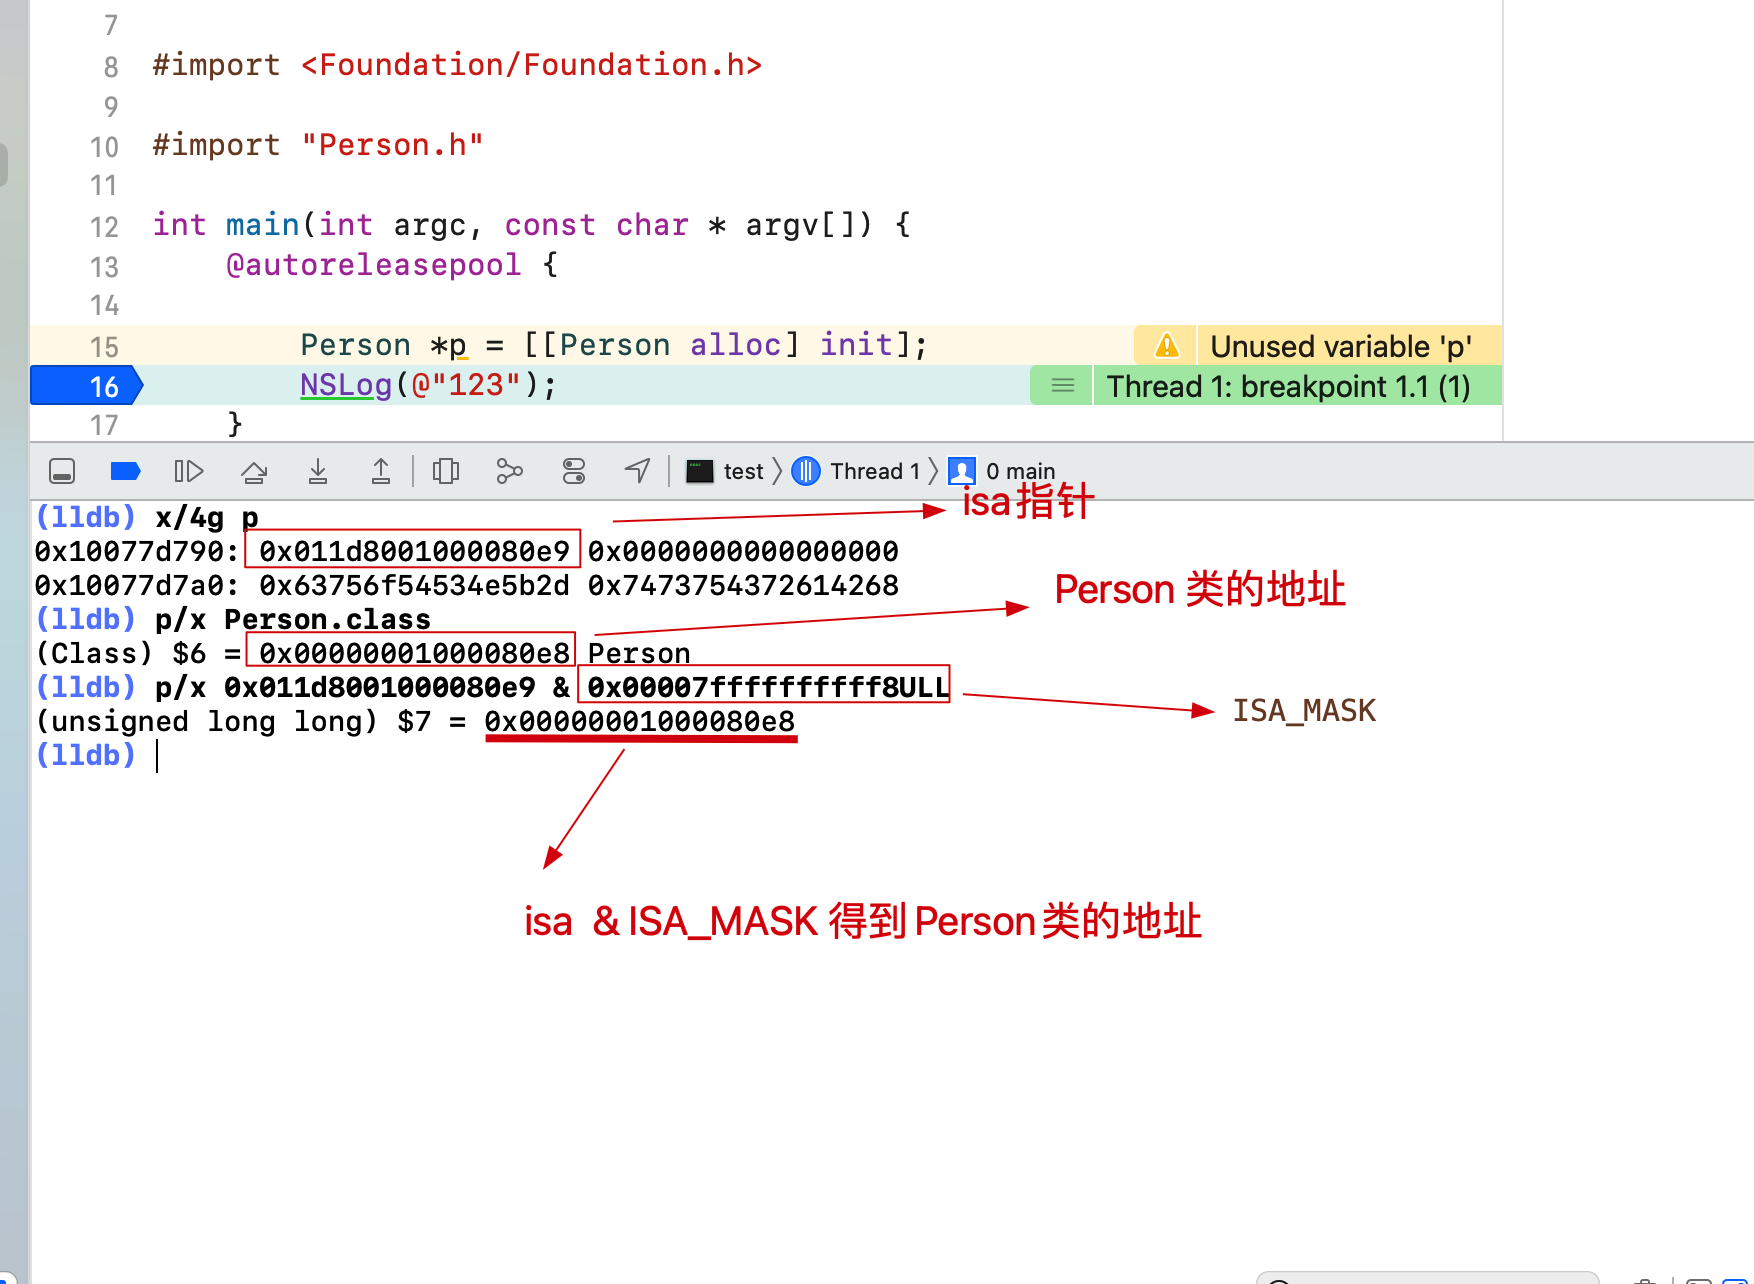 7
8 #import <Foundation/Foundation.h>
9
10 #import "Person.h"
11
12 int main(int argc, const char * argv[]) {
13 @autoreleasepool {
14
15 Person *p = [[Person alloc] init]; Unused variable 'p'
16 NSLog(@"123"); Thread 1: breakpoint 1.1 (1)
17 }
test Thread 1 0 main
(lldb) x/4g p
isa指针
0x10077d790: 0x011d8001000080e9 0x0000000000000000
0x10077d7a0: 0x63756f54534e5b2d 0x7473754372614268
Person 类的地址
(lldb) p/x Person.class
(Class) $6 = 0x00000001000080e8 Person
(lldb) p/x 0x011d8001000080e9 & 0x00007ffffffffff8ULL
ISA_MASK
(unsigned long long) $7 = 0x00000001000080e8
(lldb)
isa & ISA_MASK 得到Person类的地址